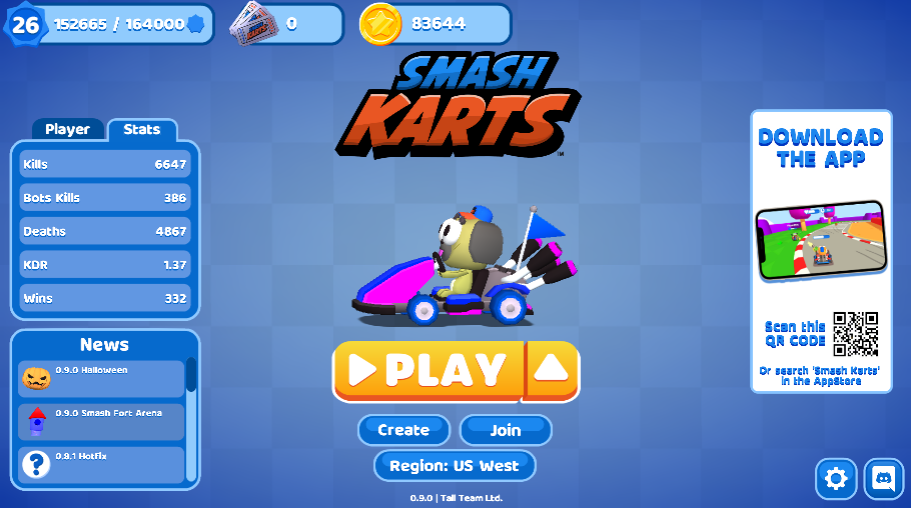 26
152665 / 164000
0
83644
SMASH
KARTS
Player
Stats
Kills 6647
Bots Kills 386
Deaths 4867
KDR 1.37
Wins 332
News
0.9.0 Halloween
0.9.0 Smash Fort Arena
0.8.1 Hotfix
PLAY
Create
Join
Region: US West
0.9.0 | Tall Team Ltd.
DOWNLOAD
THE APP
Scan this
QR CODE
Or search 'Smash Karts'
in the AppStore